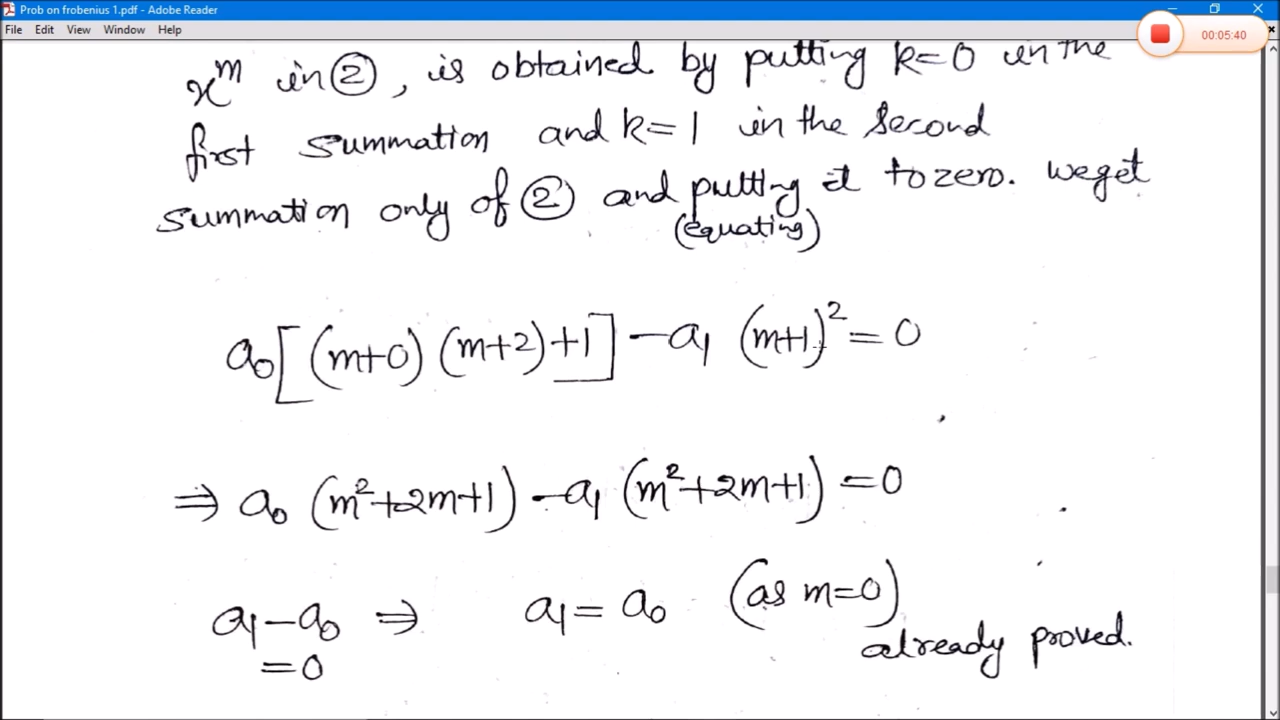 Prob on frobenius 1.pdf - Adobe Reader
File Edit View Window Help
00:05:40
x^m in ②, is obtained by putting k=0 in the
first summation and k=1 in the second
summation only of ② and putting it to zero. we get
(equating)
a₀[(m+0)(m+2)+1] - a₁ (m+1)² = 0
⇒ a₀ (m²+2m+1) - a₁ (m²+2m+1) = 0
a₁ - a₀ ⇒ a₁ = a₀ (as m=0)
= 0 already proved.